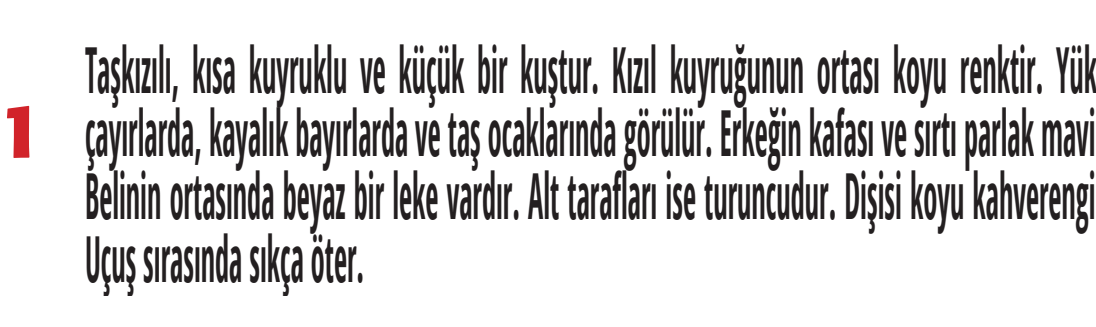 1
Taşkızılı, kısa kuyruklu ve küçük bir kuştur. Kızıl kuyruğunun ortası koyu renktir. Yük
çayırlarda, kayalık bayırlarda ve taş ocaklarında görülür. Erkeğin kafası ve sırtı parlak mavi
Belinin ortasında beyaz bir leke vardır. Alt tarafları ise turuncudur. Dişisi koyu kahverengi
Uçuş sırasında sıkça öter.